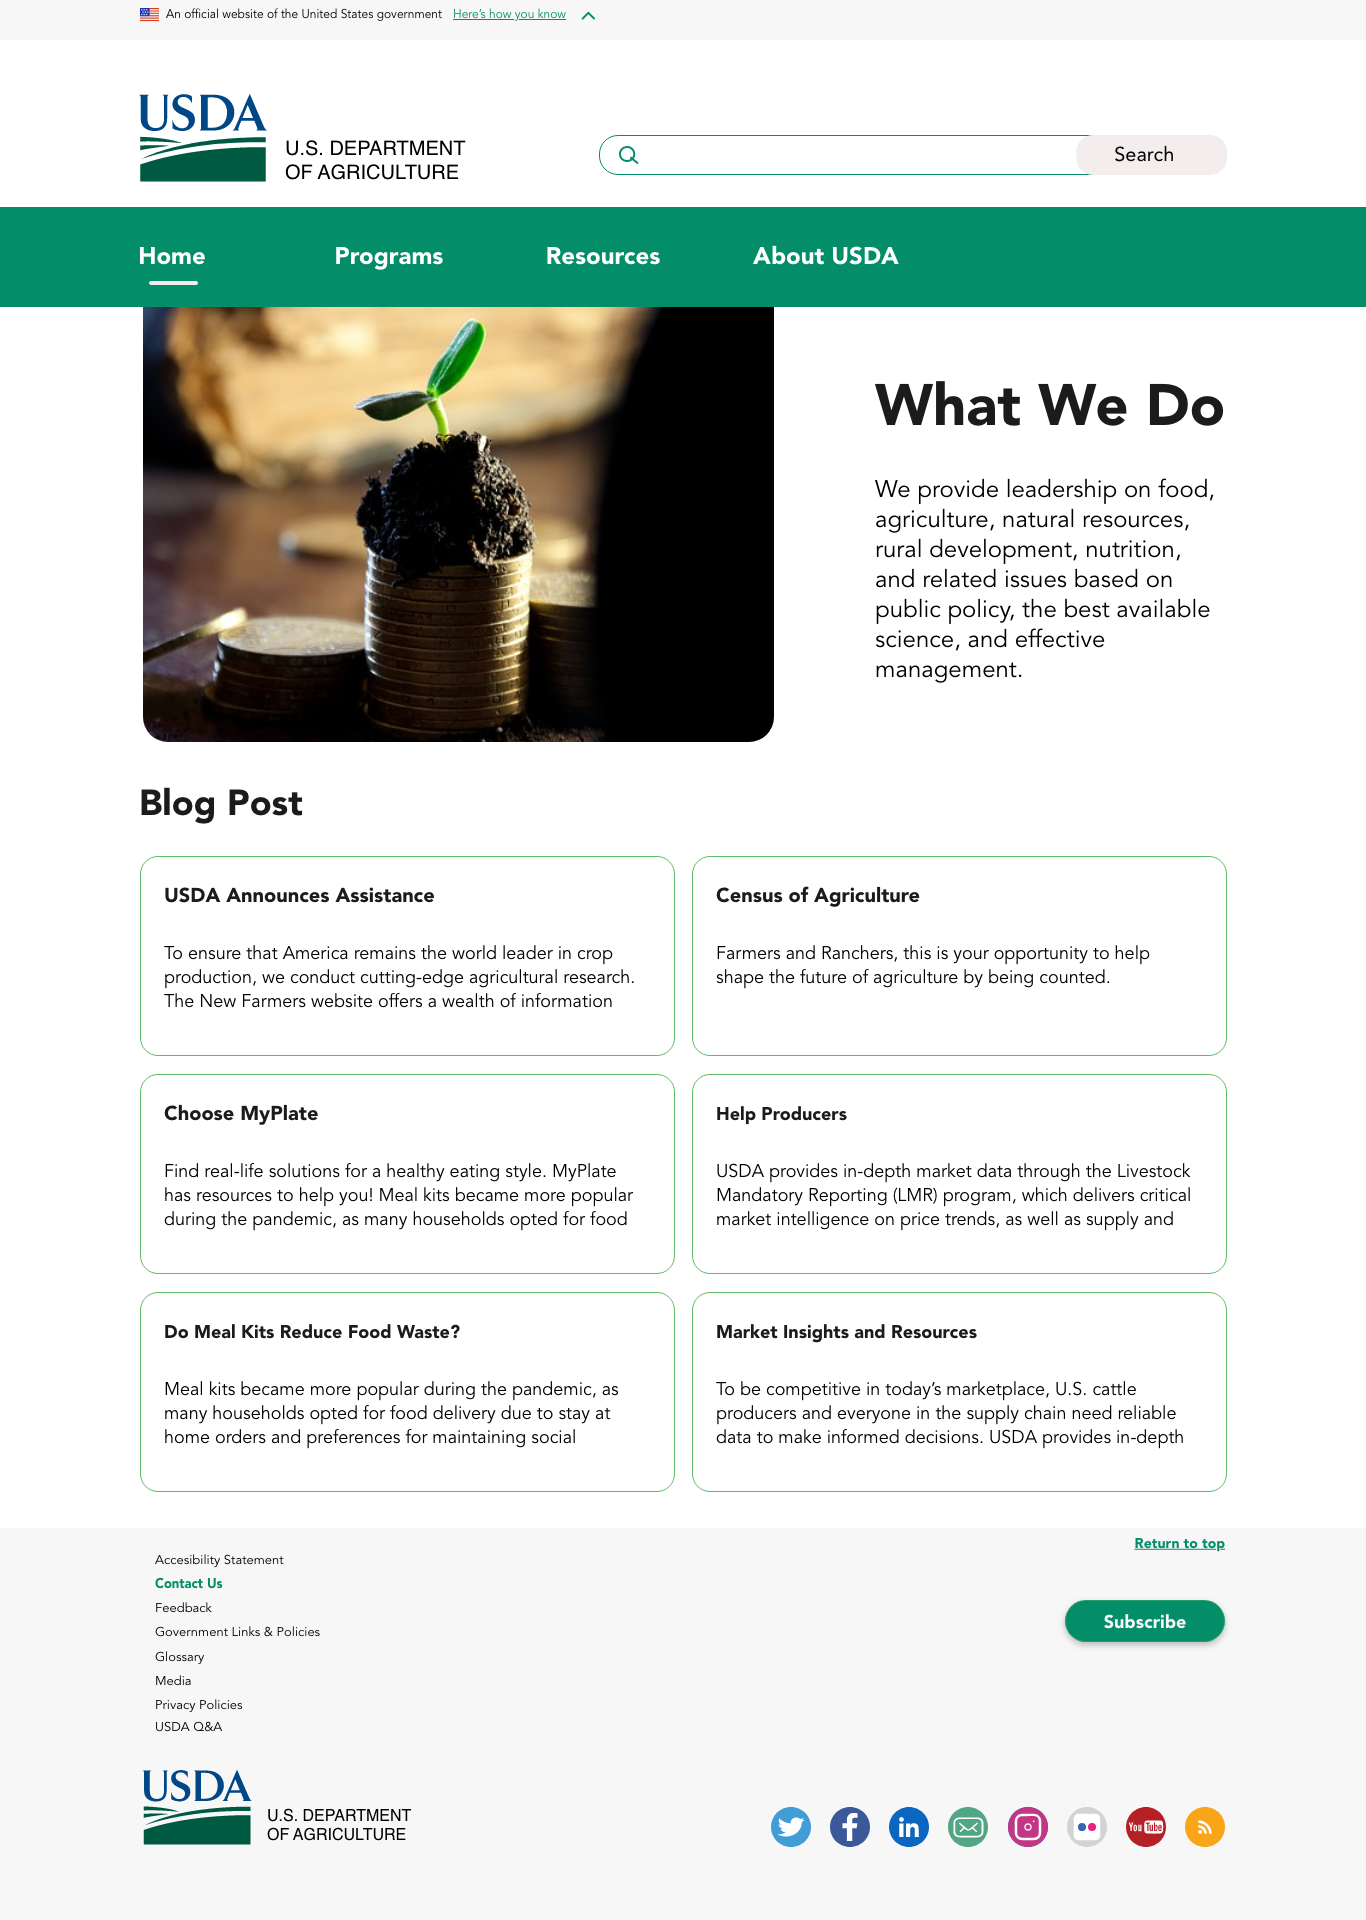 An official website of the United States government Here's how you know
USDA
U.S. DEPARTMENT
OF AGRICULTURE
Search
Home Programs Resources About USDA
What We Do
We provide leadership on food,
agriculture, natural resources,
rural development, nutrition,
and related issues based on
public policy, the best available
science, and effective
management.
Blog Post
USDA Announces Assistance
To ensure that America remains the world leader in crop
production, we conduct cutting-edge agricultural research.
The New Farmers website offers a wealth of information
Census of Agriculture
Farmers and Ranchers, this is your opportunity to help
shape the future of agriculture by being counted.
Choose MyPlate
Find real-life solutions for a healthy eating style. MyPlate
has resources to help you! Meal kits became more popular
during the pandemic, as many households opted for food
Help Producers
USDA provides in-depth market data through the Livestock
Mandatory Reporting (LMR) program, which delivers critical
market intelligence on price trends, as well as supply and
Do Meal Kits Reduce Food Waste?
Meal kits became more popular during the pandemic, as
many households opted for food delivery due to stay at
home orders and preferences for maintaining social
Market Insights and Resources
To be competitive in today’s marketplace, U.S. cattle
producers and everyone in the supply chain need reliable
data to make informed decisions. USDA provides in-depth
Return to top
Accesibility Statement
Contact Us
Feedback
Government Links & Policies
Glossary
Media
Privacy Policies
USDA Q&A
Subscribe
USDA
U.S. DEPARTMENT
OF AGRICULTURE
f
in
You Tube